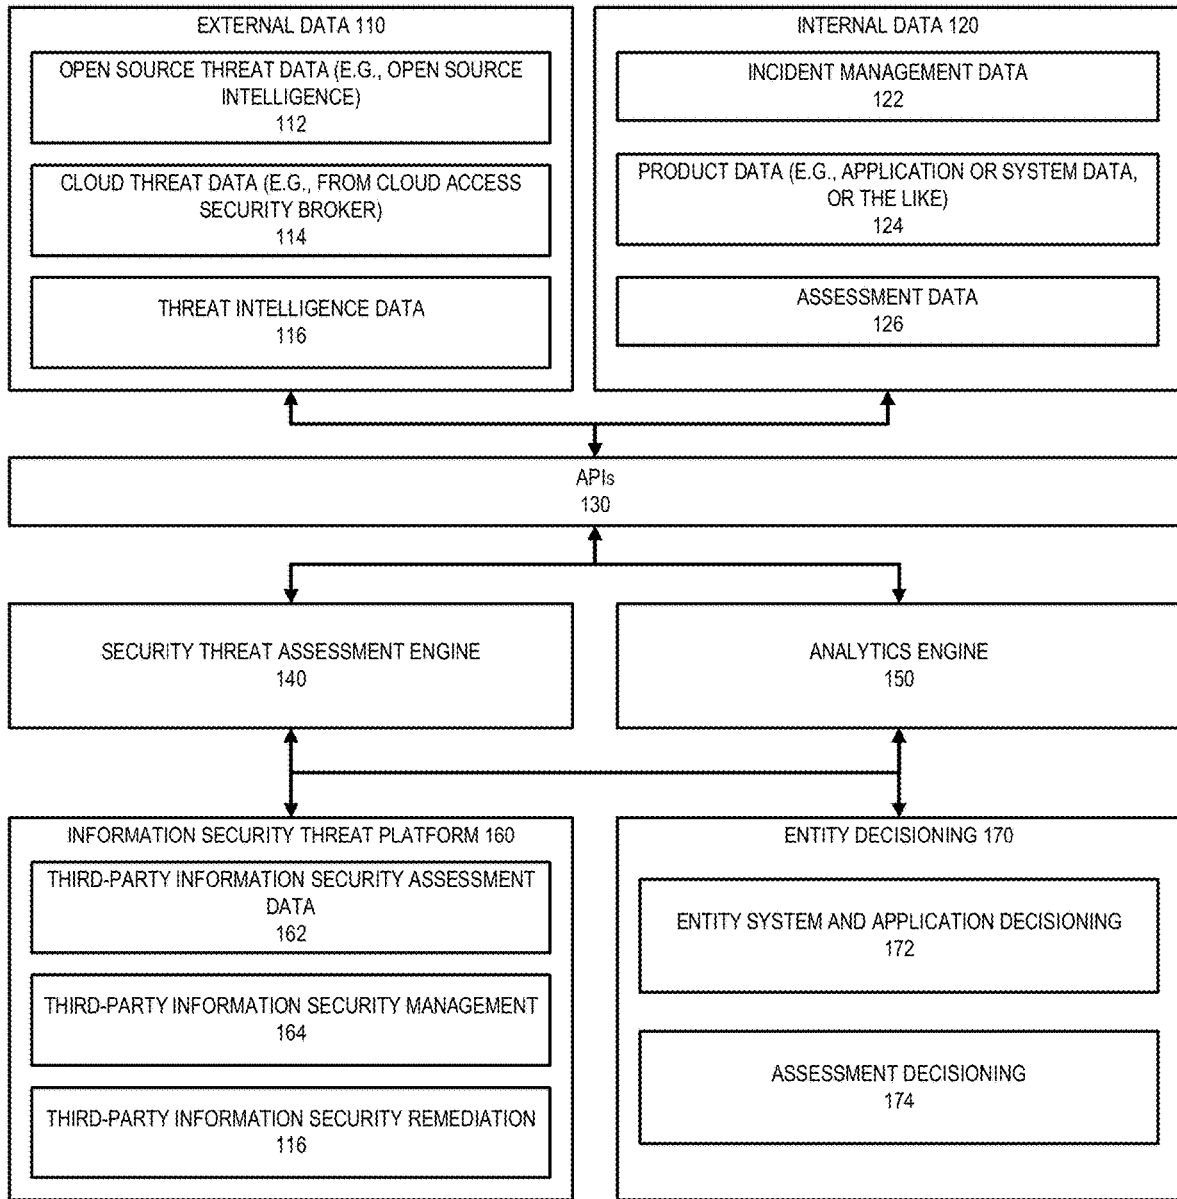 EXTERNAL DATA 110
OPEN SOURCE THREAT DATA (E.G., OPEN SOURCE
INTELLIGENCE)
112
CLOUD THREAT DATA (E.G., FROM CLOUD ACCESS
SECURITY BROKER)
114
THREAT INTELLIGENCE DATA
116
INTERNAL DATA 120
INCIDENT MANAGEMENT DATA
122
PRODUCT DATA (E.G., APPLICATION OR SYSTEM DATA,
OR THE LIKE)
124
ASSESSMENT DATA
126
APIs
130
SECURITY THREAT ASSESSMENT ENGINE
140
ANALYTICS ENGINE
150
INFORMATION SECURITY THREAT PLATFORM 160
THIRD-PARTY INFORMATION SECURITY ASSESSMENT
DATA
162
THIRD-PARTY INFORMATION SECURITY MANAGEMENT
164
THIRD-PARTY INFORMATION SECURITY REMEDIATION
116
ENTITY DECISIONING 170
ENTITY SYSTEM AND APPLICATION DECISIONING
172
ASSESSMENT DECISIONING
174